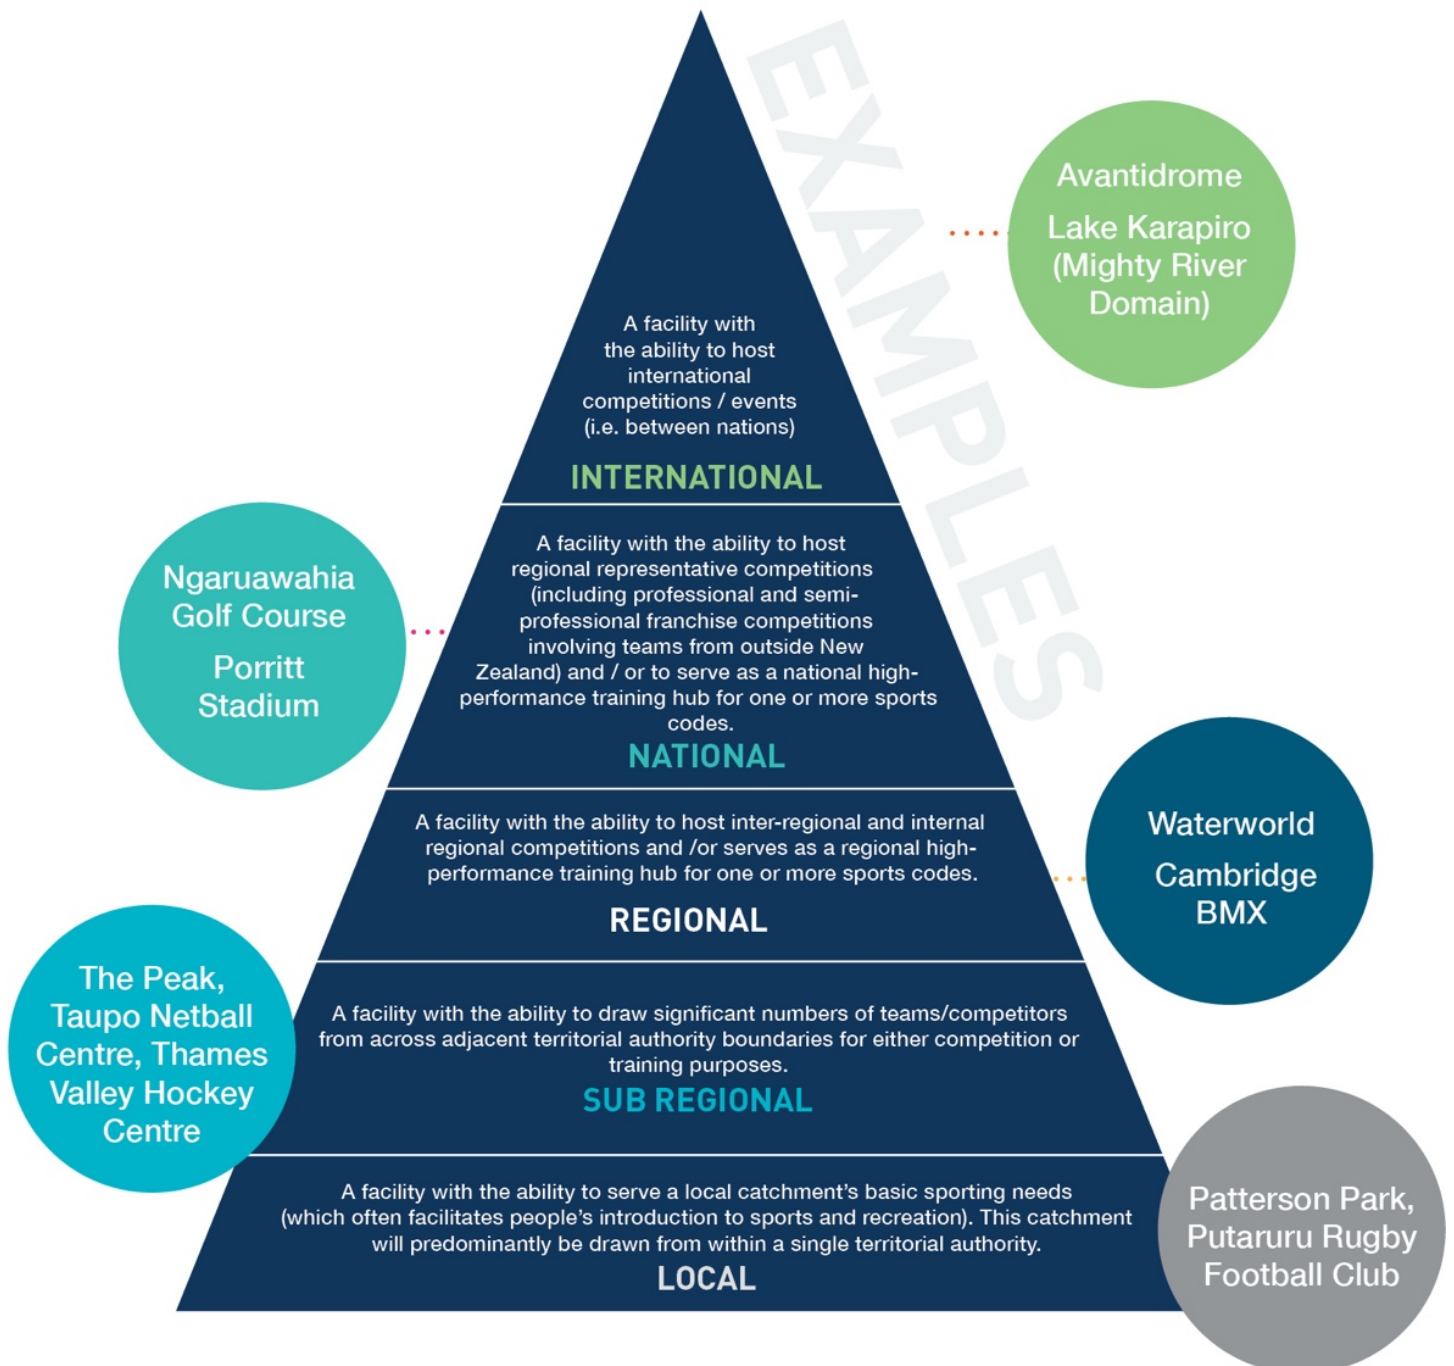 EXAMPLES
Avantidrome
Lake Karapiro
(Mighty River
Domain)
A facility with
the ability to host
international
competitions / events
(i.e. between nations)
INTERNATIONAL
Ngaruawahia
Golf Course
Porritt
Stadium
A facility with the ability to host
regional representative competitions
(including professional and semi-
professional franchise competitions
involving teams from outside New
Zealand) and / or to serve as a national high-
performance training hub for one or more sports
codes.
NATIONAL
Waterworld
Cambridge
BMX
A facility with the ability to host inter-regional and internal
regional competitions and /or serves as a regional high-
performance training hub for one or more sports codes.
REGIONAL
The Peak,
Taupo Netball
Centre, Thames
Valley Hockey
Centre
A facility with the ability to draw significant numbers of teams/competitors
from across adjacent territorial authority boundaries for either competition or
training purposes.
SUB REGIONAL
Patterson Park,
Putaruru Rugby
Football Club
A facility with the ability to serve a local catchment’s basic sporting needs
(which often facilitates people’s introduction to sports and recreation). This catchment
will predominantly be drawn from within a single territorial authority.
LOCAL